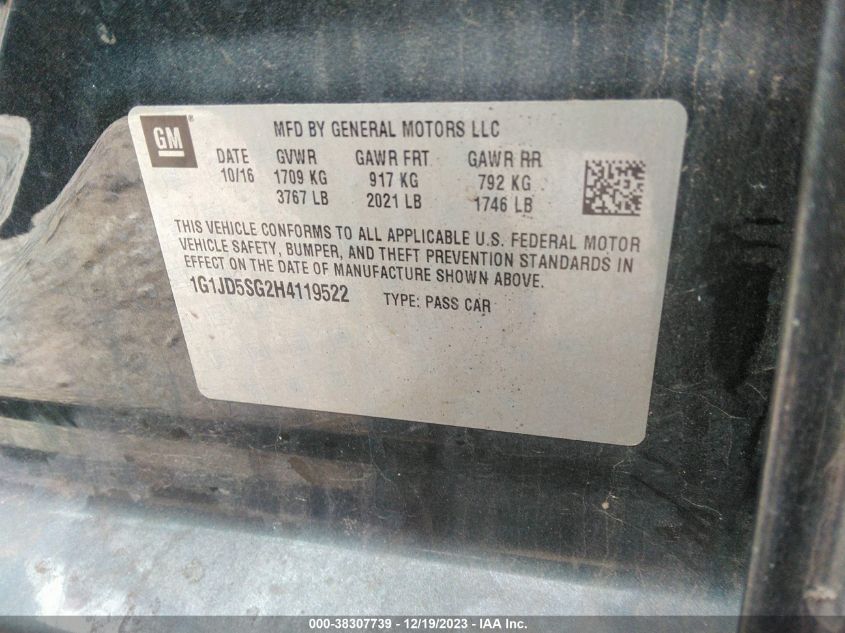 GM ®
MFD BY GENERAL MOTORS LLC
DATE GVWR GAWR FRT GAWR RR
10/16 1709 KG 917 KG 792 KG
3767 LB 2021 LB 1746 LB
THIS VEHICLE CONFORMS TO ALL APPLICABLE U.S. FEDERAL MOTOR
VEHICLE SAFETY, BUMPER, AND THEFT PREVENTION STANDARDS IN
EFFECT ON THE DATE OF MANUFACTURE SHOWN ABOVE.
1G1JD5SG2H4119522 TYPE: PASS CAR
000-38307739 - 12/19/2023 - IAA Inc.